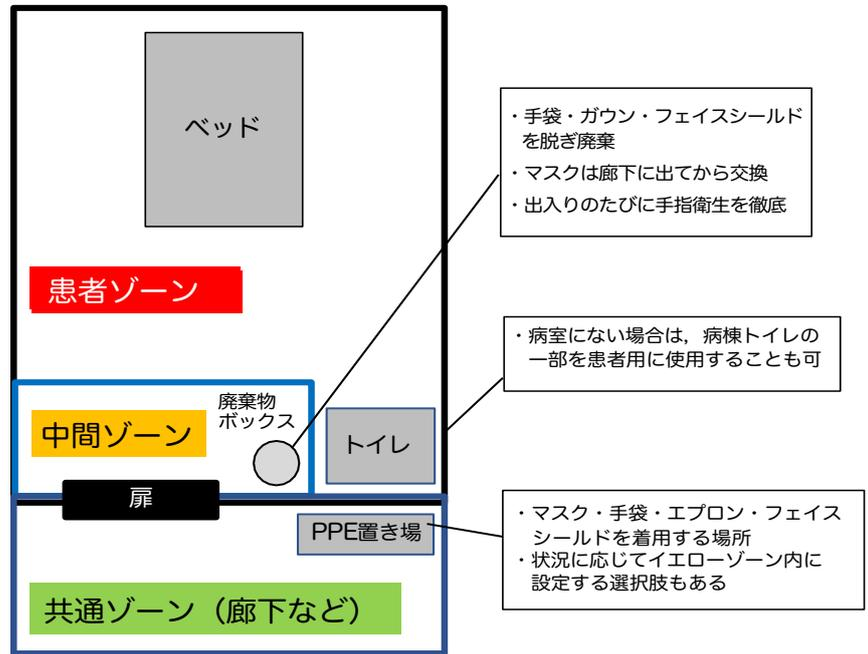 ベッド
・手袋・ガウン・フェイスシールド
を脱ぎ廃棄
・マスクは廊下に出てから交換
・出入りのたびに手指衛生を徹底
患者ゾーン
・病室にない場合は，病棟トイレの
一部を患者用に使用することも可
廃棄物
ボックス
中間ゾーン
トイレ
扉
PPE置き場
・マスク・手袋・エプロン・フェイス
シールドを着用する場所
・状況に応じてイエローゾーン内に
設定する選択肢もある
共通ゾーン（廊下など）